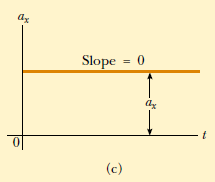 aₓ
Slope = 0
aₓ
0
t
(c)